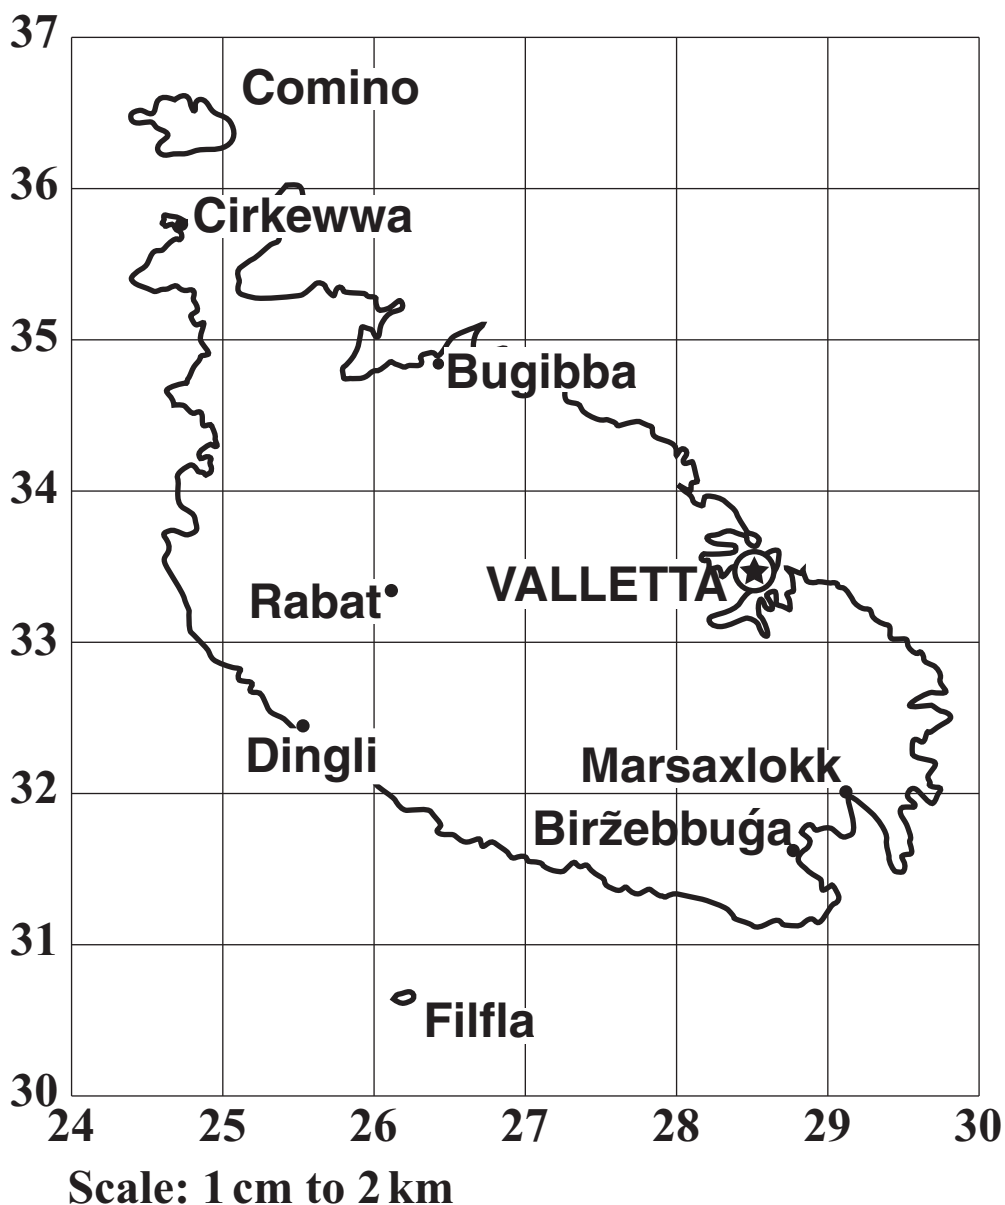 37
Comino
36
Cirkewwa
35
Bugibba
34
VALLETTA
Rabat
33
Dingli
Marsaxlokk
32
Biržebbuǵa
31
Filfla
30
24 25 26 27 28 29 30
Scale: 1 cm to 2 km